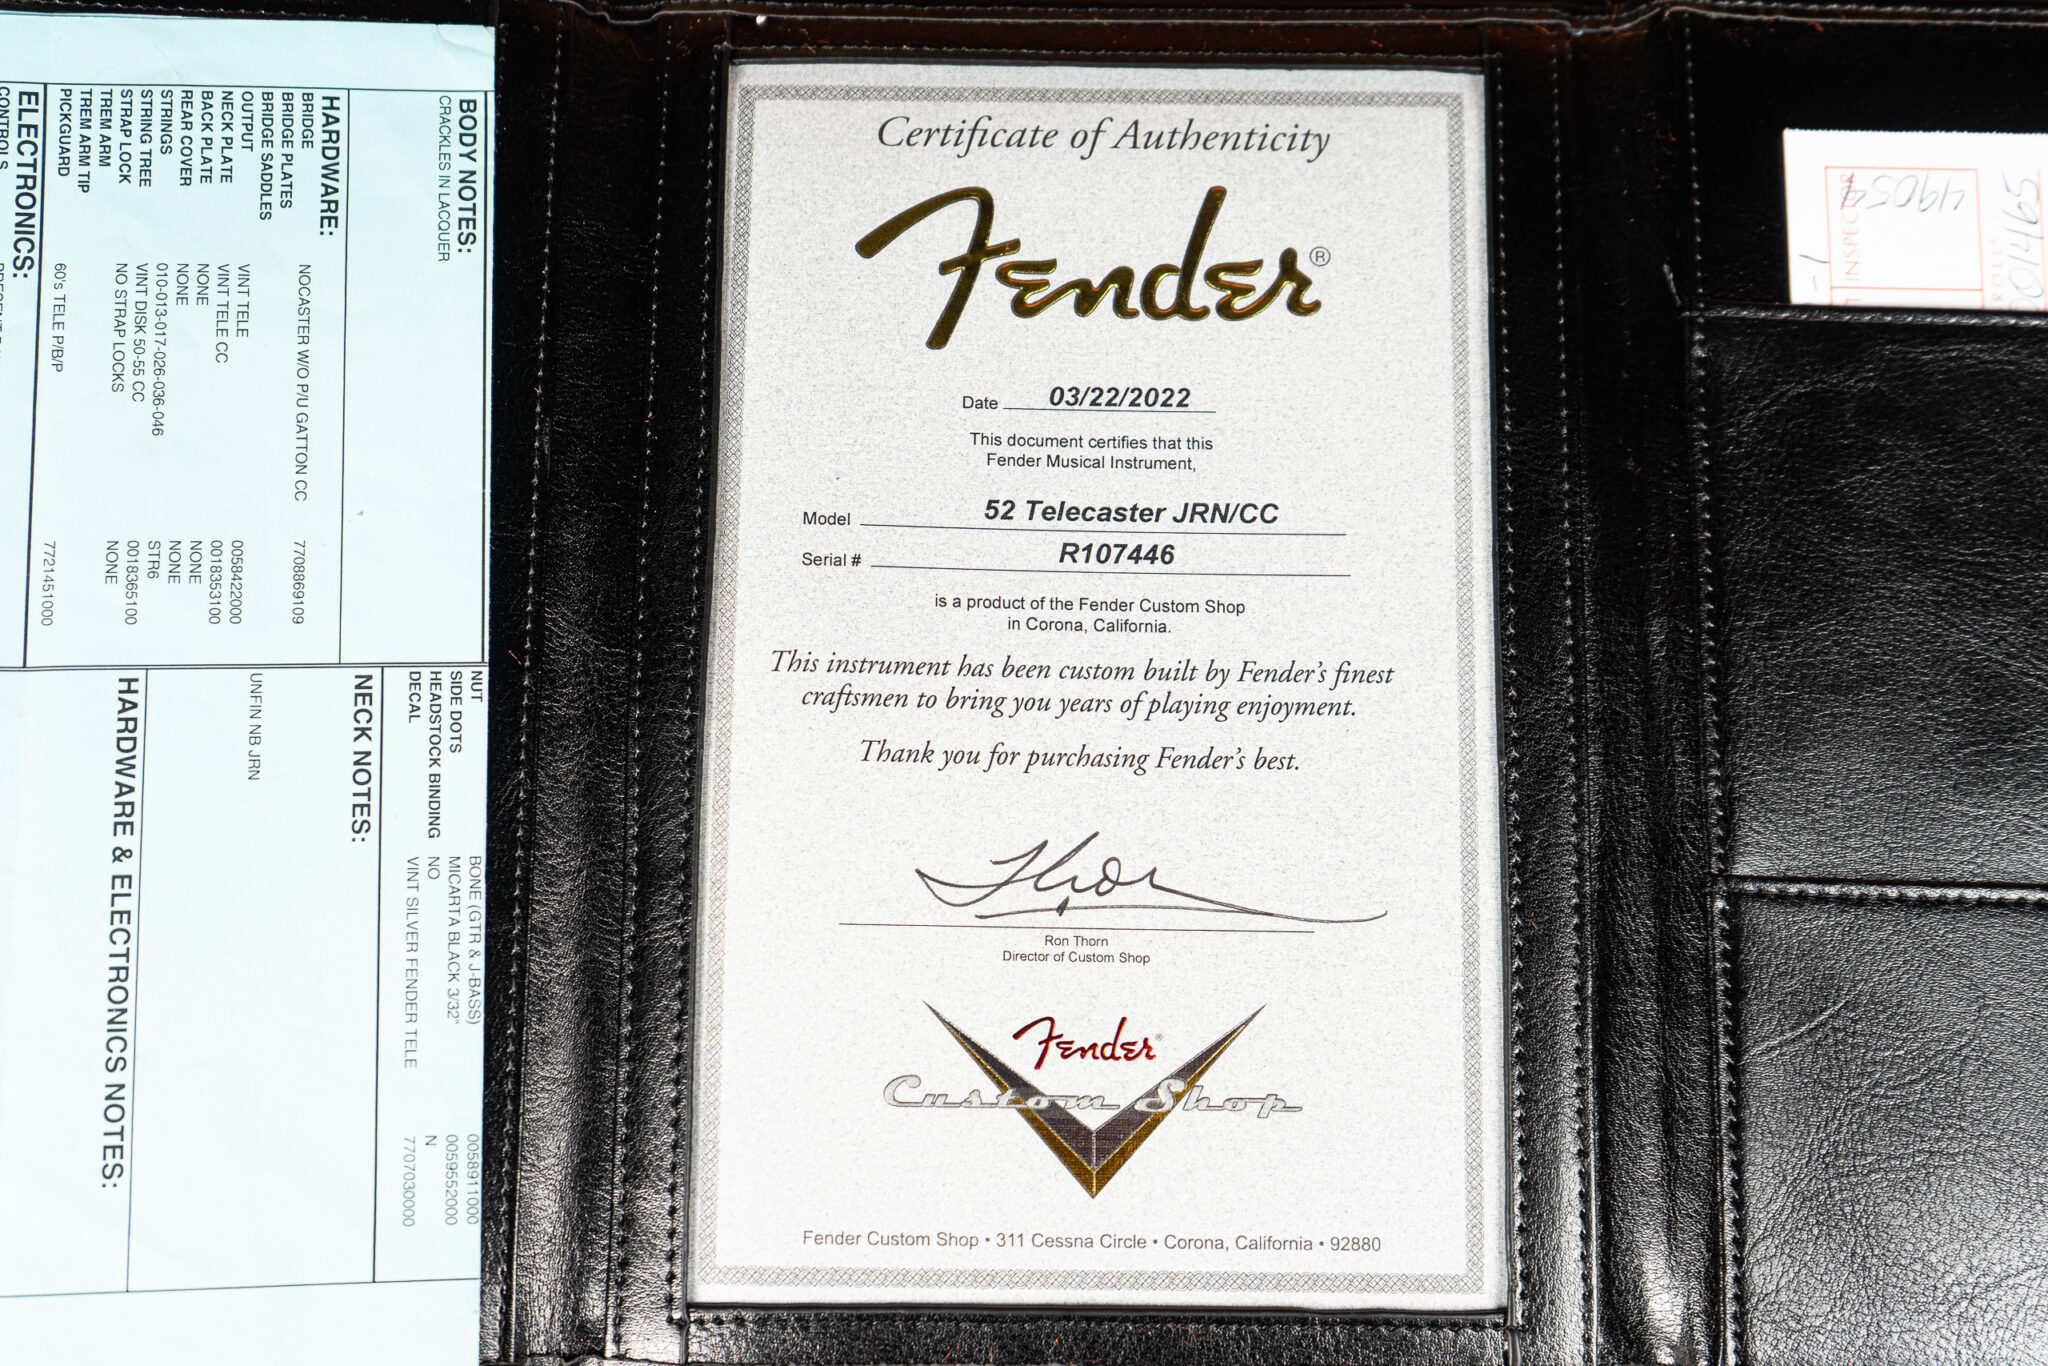 BODY NOTES:
CRACKLES IN LACQUER
HARDWARE:
BRIDGE NOCASTER W/O P/U GATTON CC 7708869109
BRIDGE PLATES
BRIDGE SADDLES
OUTPUT VINT TELE 0058422000
NECK PLATE VINT TELE CC 0018353100
BACK PLATE NONE NONE
REAR COVER NONE NONE
STRINGS 010-013-017-026-036-046 STR6
STRING TREE VINT DISK 50-55 CC 0018365100
STRAP LOCK NO STRAP LOCKS NONE
TREM ARM
TREM ARM TIP
PICKGUARD 60's TELE P/B/P 7721451000
ELECTRONICS:
CONTROLS
NUT BONE (GTR & J-BASS) 0058911000
SIDE DOTS MICARTA BLACK 3/32" 0059552000
HEADSTOCK BINDING NO N
DECAL VINT SILVER FENDER TELE 7707030000
NECK NOTES:
UNFIN NB JRN
HARDWARE & ELECTRONICS NOTES:
Certificate of Authenticity
Fender®
Date 03/22/2022
This document certifies that this
Fender Musical Instrument,
Model 52 Telecaster JRN/CC
Serial # R107446
is a product of the Fender Custom Shop
in Corona, California.
This instrument has been custom built by Fender's finest
craftsmen to bring you years of playing enjoyment.
Thank you for purchasing Fender's best.
Thor
Ron Thorn
Director of Custom Shop
Fender®
Custom Shop
Fender Custom Shop • 311 Cessna Circle • Corona, California • 92880
49054